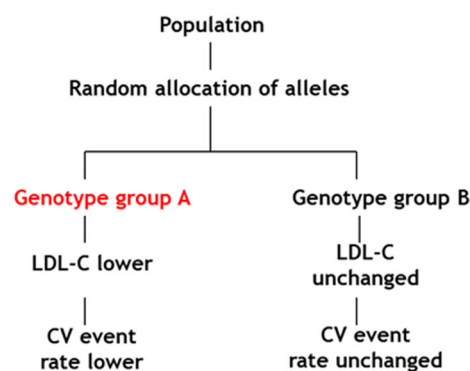 Population
Random allocation of alleles
Genotype group A
Genotype group B
LDL-C lower
LDL-C
unchanged
CV event
rate lower
CV event
rate unchanged